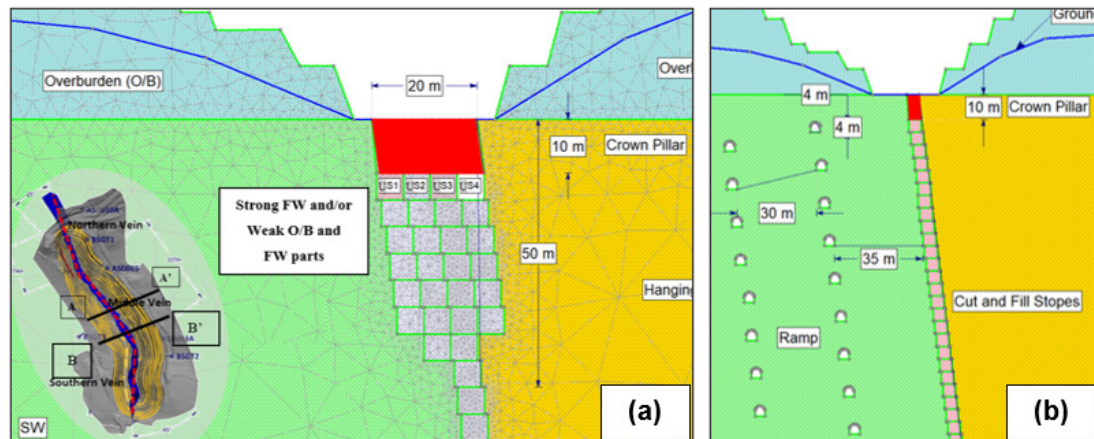 Overburden (O/B)
20 m
Overl
10 m
Crown Pillar
US1 US2 US3 US4
Strong FW and/or
Weak O/B and
FW parts
50 m
Hanging
Northern Vein
A'
Middle Vein
A
B'
B
Southern Vein
SW
(a)
Groun
4 m
10 m
Crown Pillar
4 m
30 m
35 m
Cut and Fill Stopes
Ramp
(b)